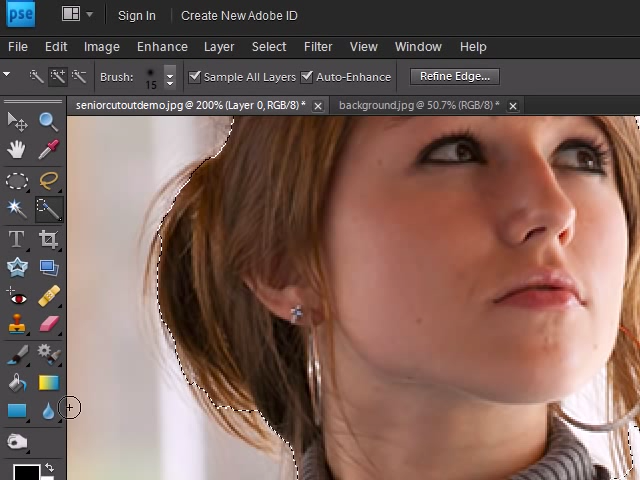 pse Sign In Create New Adobe ID
File Edit Image Enhance Layer Select Filter View Window Help
Brush: 15 Sample All Layers Auto-Enhance Refine Edge...
seniorcutoutdemo.jpg @ 200% (Layer 0, RGB/8) * background.jpg @ 50.7% (RGB/8) *
T